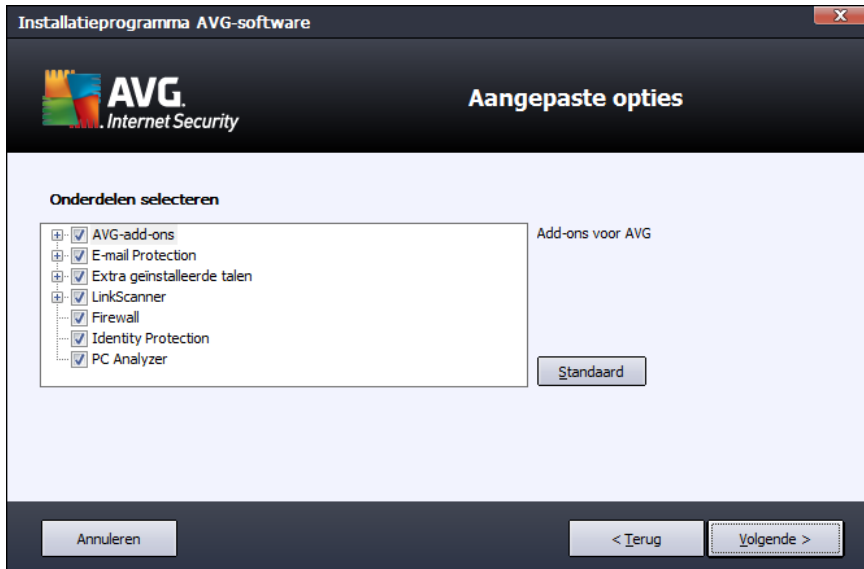 Installatieprogramma AVG-software
X
AVG.
Internet Security
Aangepaste opties
Onderdelen selecteren
AVG-add-ons
E-mail Protection
Extra geïnstalleerde talen
LinkScanner
Firewall
Identity Protection
PC Analyzer
Add-ons voor AVG
Standaard
Annuleren
< Terug
Volgende >